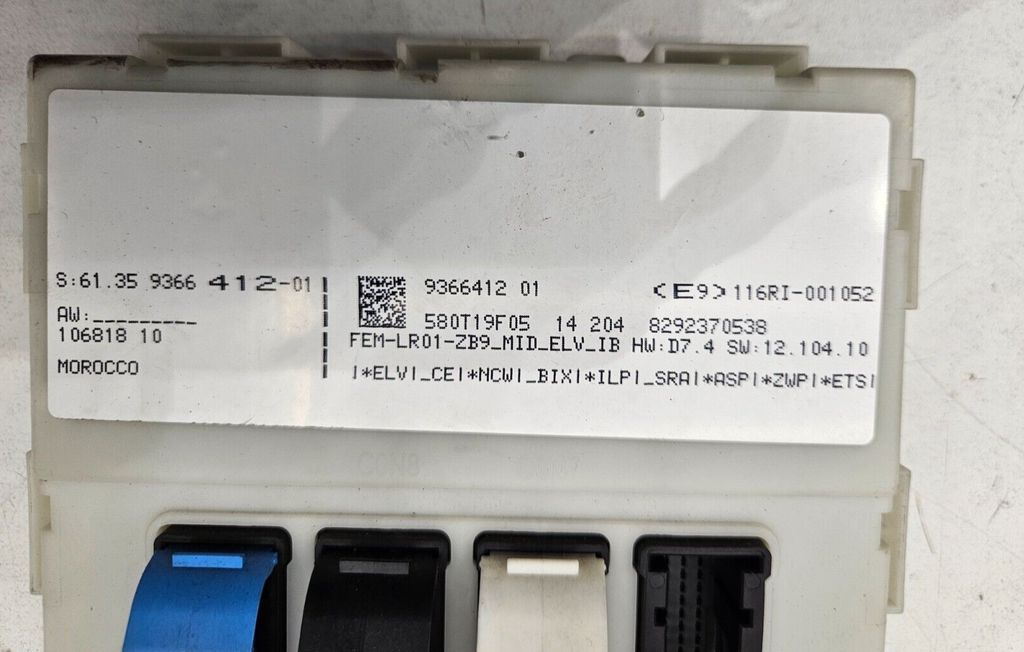 S:61.35 9366 412-01
AW:_________
106818 10
MOROCCO
9366412 01
<E9> 116RI-001052
580T19F05 14 204 8292370538
FEM-LR01-ZB9_MID_ELV_IB HW:D7.4 SW:12.104.10
|*ELV|_CE|*NCW|_BIX|*ILP|_SRA|*ASP|*ZWP|*ETS|